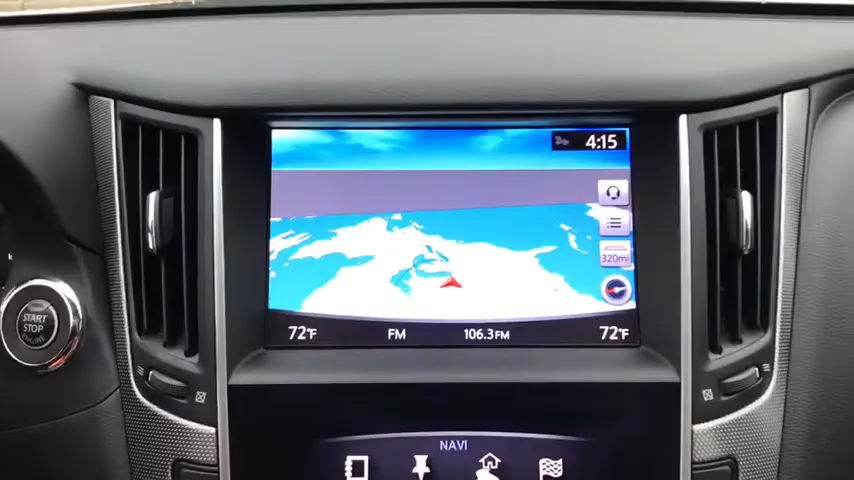 4:15
320mi
72°F FM 106.3FM 72°F
START
STOP
ENGINE
NAVI